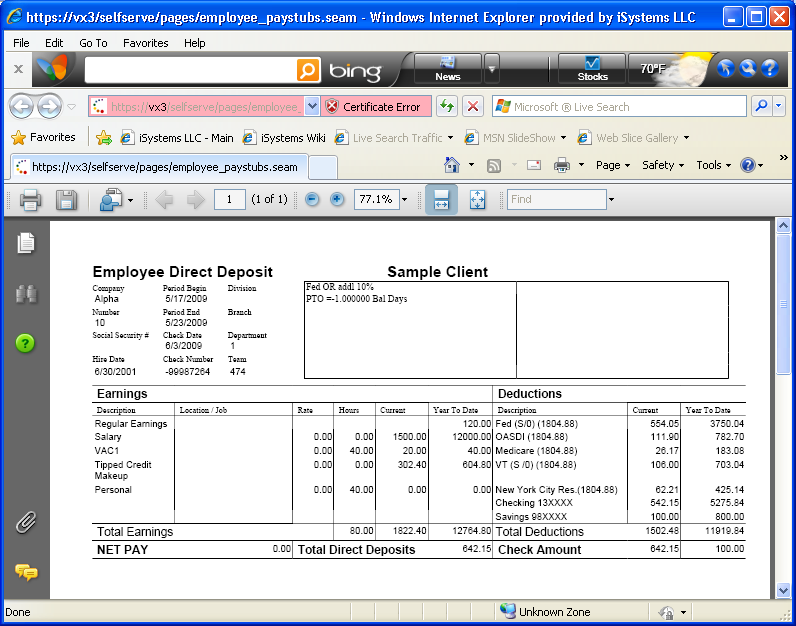 https://vx3/selfserve/pages/employee_paystubs.seam - Windows Internet Explorer provided by iSystems LLC
File Edit Go To Favorites Help
x bing News Stocks 70°F
https://vx3/selfserve/pages/employee_ Certificate Error Microsoft ® Live Search
Favorites iSystems LLC - Main iSystems Wiki Live Search Traffic MSN SlideShow Web Slice Gallery
https://vx3/selfserve/pages/employee_paystubs.seam Page Safety Tools »
1 (1 of 1) 77.1% Find
Employee Direct Deposit Sample Client
Company Period Begin Division Fed OR addl 10%
Alpha 5/17/2009 PTO =-1.000000 Bal Days
Number Period End Branch
10 5/23/2009
Social Security # Check Date Department
6/3/2009 1
Hire Date Check Number Team
6/30/2001 -99987264 474
Earnings Deductions
Description Location / Job Rate Hours Current Year To Date Description Current Year To Date
Regular Earnings 120.00 Fed (S/0) (1804.88) 554.05 3750.04
Salary 0.00 0.00 1500.00 12000.00 OASDI (1804.88) 111.90 782.70
VAC1 0.00 40.00 20.00 40.00 Medicare (1804.88) 26.17 183.08
Tipped Credit 0.00 0.00 302.40 604.80 VT (S /0) (1804.88) 106.00 703.04
Makeup
Personal 0.00 40.00 0.00 0.00 New York City Res.(1804.88) 62.21 425.14
Checking 13XXXX 542.15 5275.84
Savings 98XXXX 100.00 800.00
Total Earnings 80.00 1822.40 12764.80 Total Deductions 1502.48 11919.84
NET PAY 0.00 Total Direct Deposits 642.15 Check Amount 642.15 100.00
Done Unknown Zone